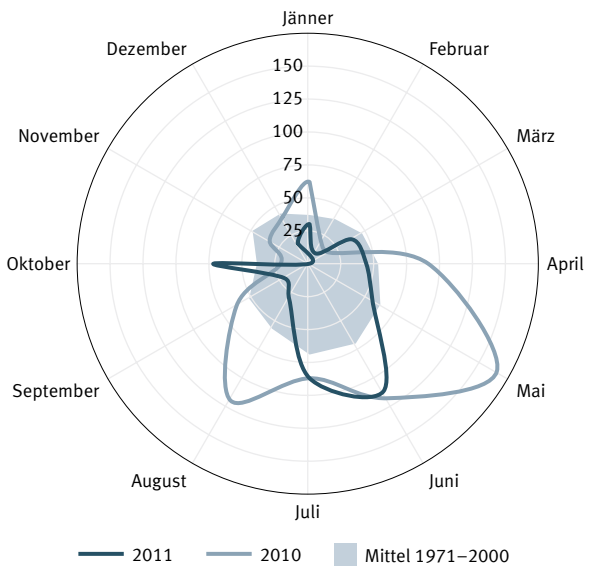 Jänner
Dezember
Februar
150
125
November
100
März
75
50
25
Oktober
April
September
Mai
August
Juni
Juli
2011
2010
Mittel 1971–2000